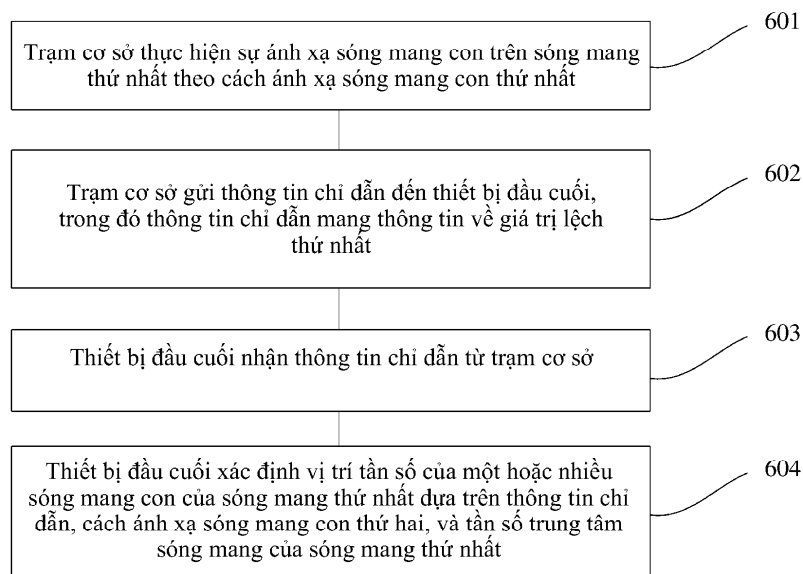 601
Trạm cơ sở thực hiện sự ánh xạ sóng mang con trên sóng mang
thứ nhất theo cách ánh xạ sóng mang con thứ nhất
602
Trạm cơ sở gửi thông tin chỉ dẫn đến thiết bị đầu cuối,
trong đó thông tin chỉ dẫn mang thông tin về giá trị lệch
thứ nhất
603
Thiết bị đầu cuối nhận thông tin chỉ dẫn từ trạm cơ sở
604
Thiết bị đầu cuối xác định vị trí tần số của một hoặc nhiều
sóng mang con của sóng mang thứ nhất dựa trên thông tin chỉ
dẫn, cách ánh xạ sóng mang con thứ hai, và tần số trung tâm
sóng mang của sóng mang thứ nhất